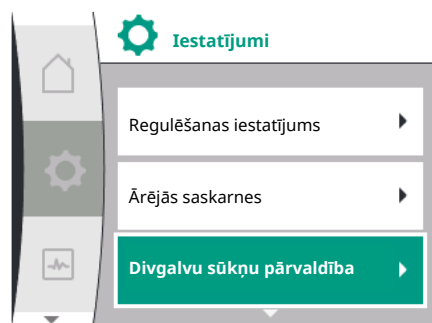 Iestatījumi
Regulēšanas iestatījums
Ārējās saskarnes
Divgalvu sūkņu pārvaldība